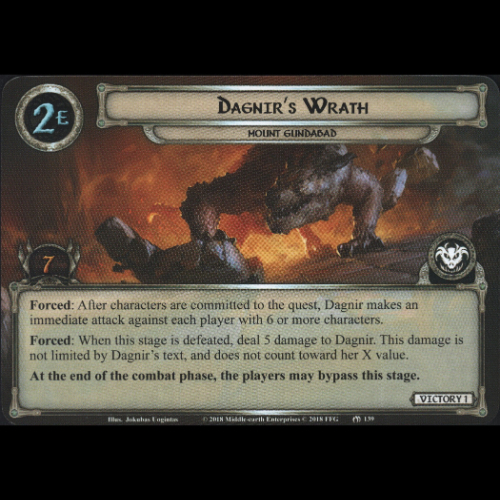 2E
DAGNIR'S WRATH
MOUNT GUNDABAD
7
Forced: After characters are committed to the quest, Dagnir makes an
immediate attack against each player with 6 or more characters.
Forced: When this stage is defeated, deal 5 damage to Dagnir. This damage is
not limited by Dagnir's text, and does not count toward her X value.
At the end of the combat phase, the players may bypass this stage.
VICTORY 1
Illus. Jokubas Uogintas © 2018 Middle-earth Enterprises © 2018 FFG 139